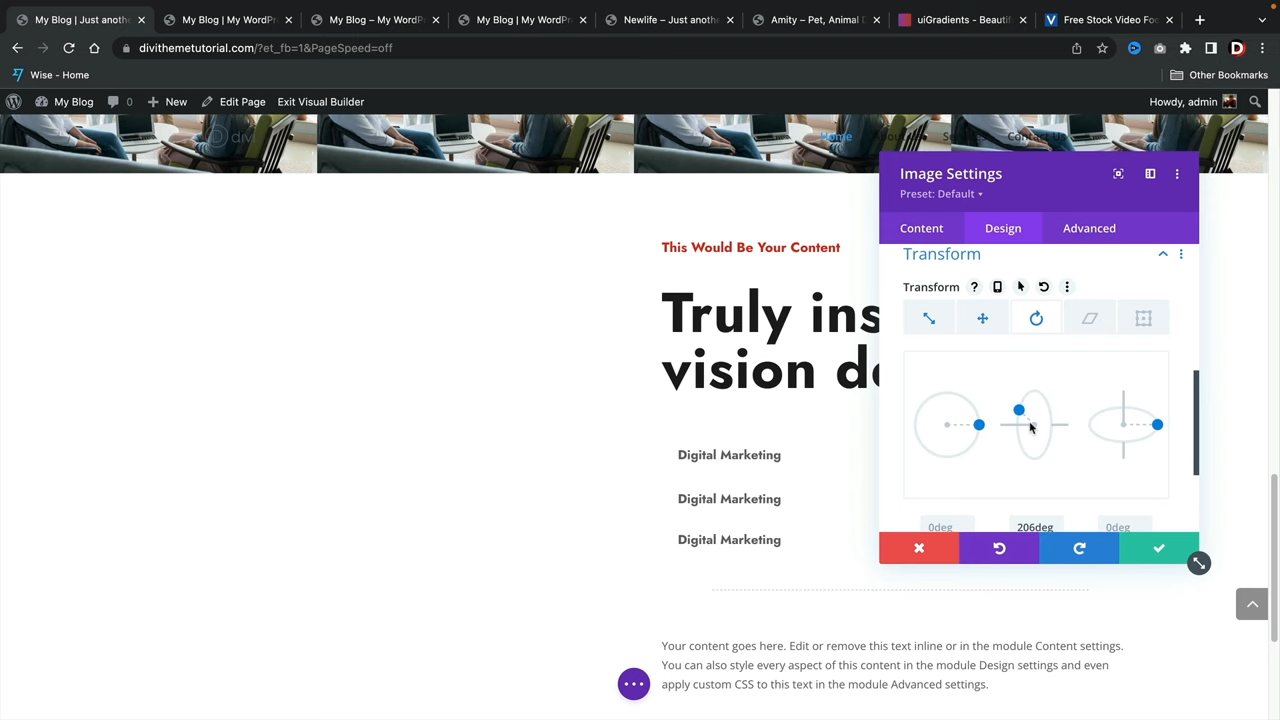 My Blog | Just anothe
My Blog | My WordPr
My Blog – My WordP
My Blog | My WordPr
Newlife – Just anothe
Amity – Pet, Animal D
uiGradients - Beautif
Free Stock Video Foo
divithemetutorial.com/?et_fb=1&PageSpeed=off
D
Wise - Home
Other Bookmarks
My Blog
0
New
Edit Page
Exit Visual Builder
Howdy, admin
divi
Home
Image Settings
Preset: Default
Content
Design
Advanced
Transform
Transform
This Would Be Your Content
Truly ins
vision de
Digital Marketing
Digital Marketing
Digital Marketing
0deg
206deg
0deg
Your content goes here. Edit or remove this text inline or in the module Content settings.
You can also style every aspect of this content in the module Design settings and even
apply custom CSS to this text in the module Advanced settings.